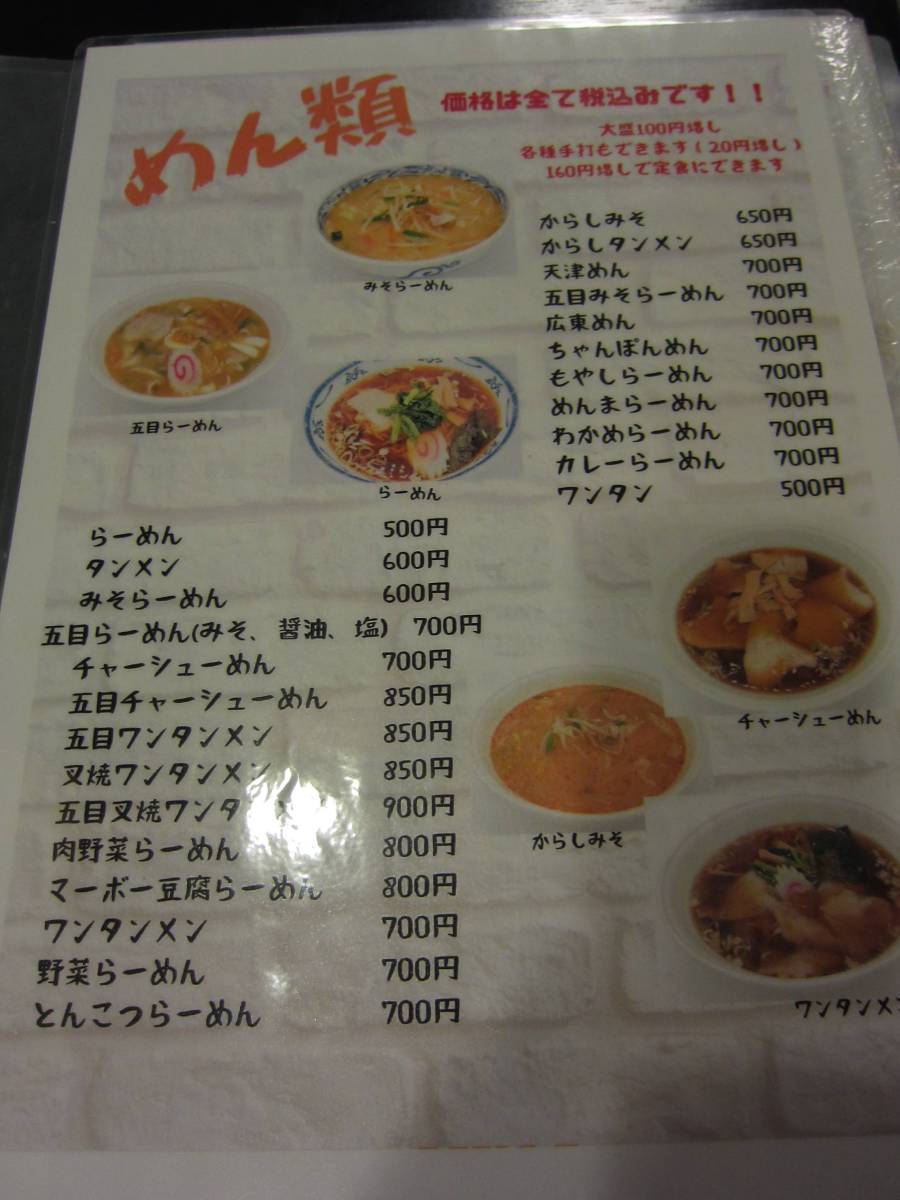 めん類
価格は全て税込みです！！
大盛100円増し
各種手打もできます(20円増し)
160円増しで定食にできます
みそらーめん
五目らーめん
らーめん
からしみそ 650円
からしタンメン 650円
天津めん 700円
五目みそらーめん 700円
広東めん 700円
ちゃんぽんめん 700円
もやしらーめん 700円
めんまらーめん 700円
わかめらーめん 700円
カレーらーめん 700円
ワンタン 500円
らーめん 500円
タンメン 600円
みそらーめん 600円
五目らーめん(みそ、醤油、塩) 700円
チャーシューめん 700円
五目チャーシューめん 850円
五目ワンタンメン 850円
叉焼ワンタンメン 850円
五目叉焼ワンタ 900円
肉野菜らーめん 800円
マーボー豆腐らーめん 800円
ワンタンメン 700円
野菜らーめん 700円
とんこつらーめん 700円
チャーシューめん
からしみそ
ワンタンメン